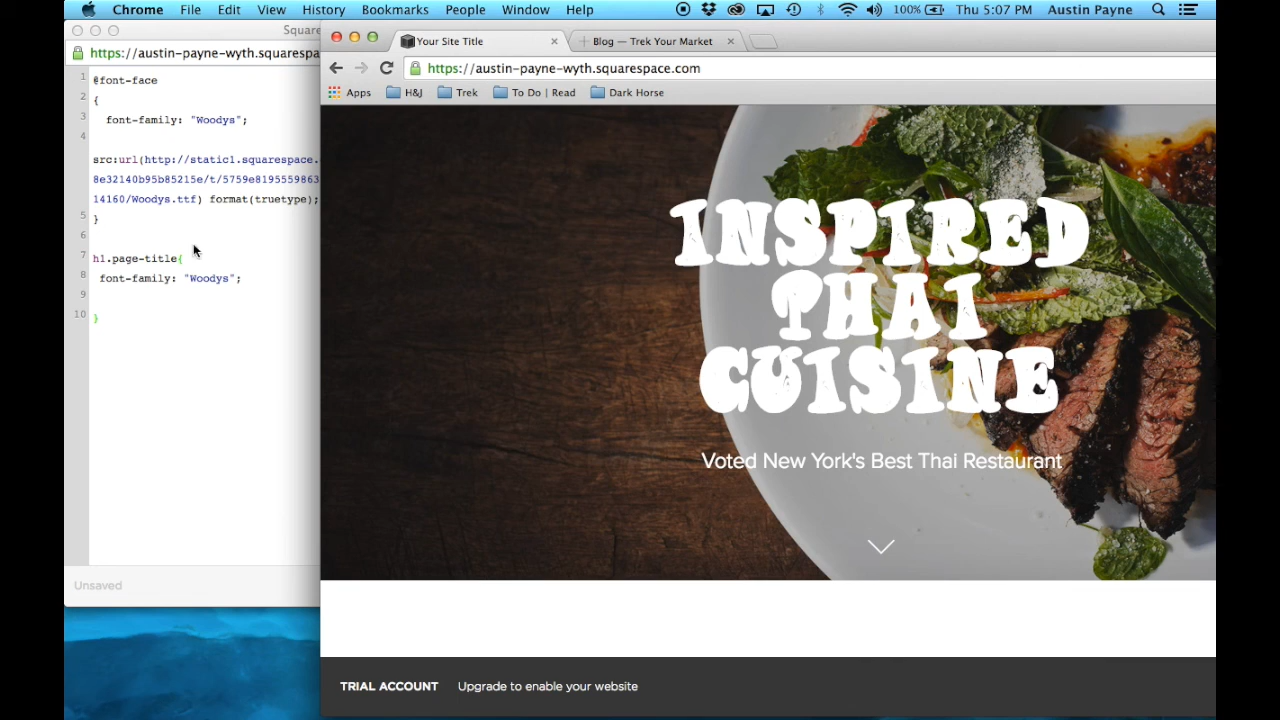 Chrome File Edit View History Bookmarks People Window Help 100% Thu 5:07 PM Austin Payne
Square
https://austin-payne-wyth.squarespa
1 @font-face
2 {
3 font-family: "Woodys";
4
src:url(http://static1.squarespace.
8e32140b95b85215e/t/5759e8195559863
14160/Woodys.ttf) format(truetype);
5 }
6
7 h1.page-title{
8 font-family: "Woodys";
9
10 }
Unsaved
Your Site Title
Blog — Trek Your Market
https://austin-payne-wyth.squarespace.com
Apps H&J Trek To Do | Read Dark Horse
INSPIRED
THAI
CUISINE
Voted New York's Best Thai Restaurant
TRIAL ACCOUNT Upgrade to enable your website